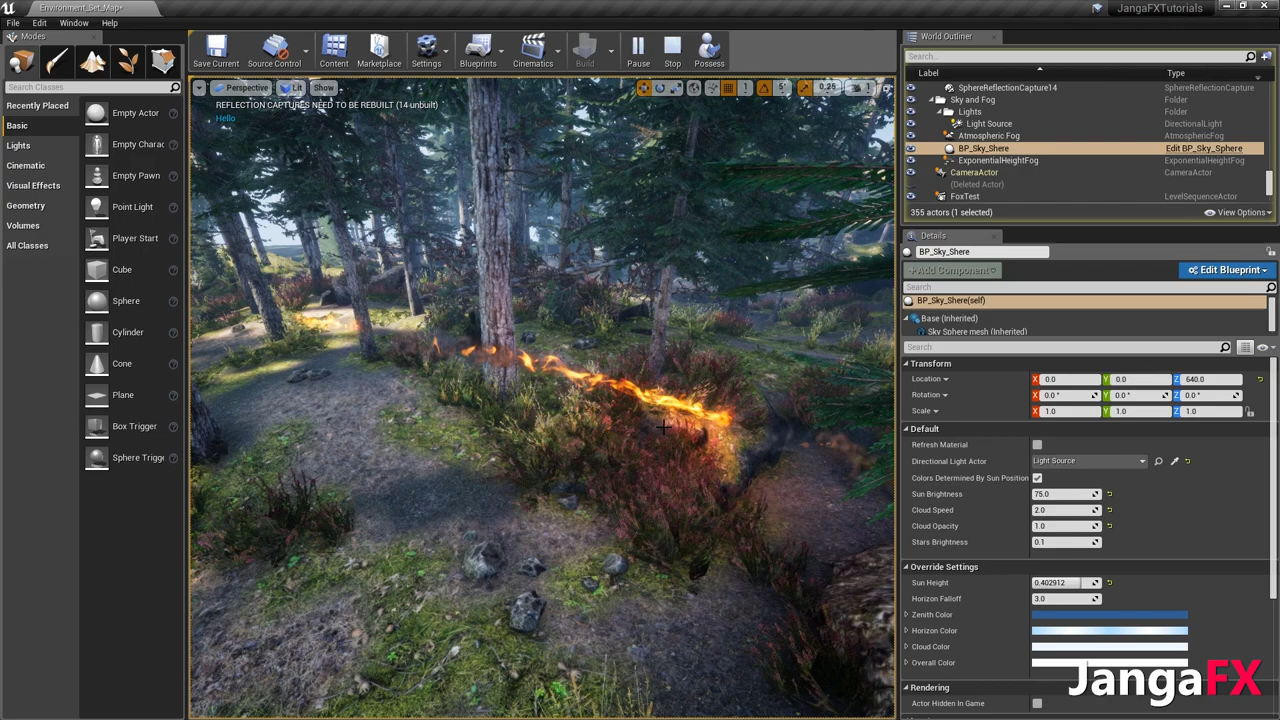 Environment_Set_Map*
JangaFXTutorials
File Edit Window Help
Modes
Search Classes
Recently Placed
Basic
Lights
Cinematic
Visual Effects
Geometry
Volumes
All Classes
Empty Actor
Empty Charac
Empty Pawn
Point Light
Player Start
Cube
Sphere
Cylinder
Cone
Plane
Box Trigger
Sphere Trigge
Save Current Source Control Content Marketplace Settings Blueprints Cinematics Build Pause Stop Possess
Perspective Lit Show 1 5° 0.25 1
REFLECTION CAPTURES NEED TO BE REBUILT (14 unbuilt)
Hello
World Outliner
Search...
Label Type
SphereReflectionCapture14 SphereReflectionCapture
Sky and Fog Folder
Lights Folder
Light Source DirectionalLight
Atmospheric Fog AtmosphericFog
BP_Sky_Shere Edit BP_Sky_Sphere
ExponentialHeightFog ExponentialHeightFog
CameraActor CameraActor
(Deleted Actor)
FoxTest LevelSequenceActor
355 actors (1 selected) View Options
Details
BP_Sky_Shere
+Add Component Edit Blueprint
Search
BP_Sky_Shere(self)
Base (Inherited)
Sky Sphere mesh (Inherited)
Search
Transform
Location X 0.0 Y 0.0 Z 640.0
Rotation X 0.0° Y 0.0° Z 0.0°
Scale X 1.0 Y 1.0 Z 1.0
Default
Refresh Material
Directional Light Actor Light Source
Colors Determined By Sun Position
Sun Brightness 75.0
Cloud Speed 2.0
Cloud Opacity 1.0
Stars Brightness 0.1
Override Settings
Sun Height 0.402912
Horizon Falloff 3.0
Zenith Color
Horizon Color
Cloud Color
Overall Color
Rendering
Actor Hidden In Game
JangaFX